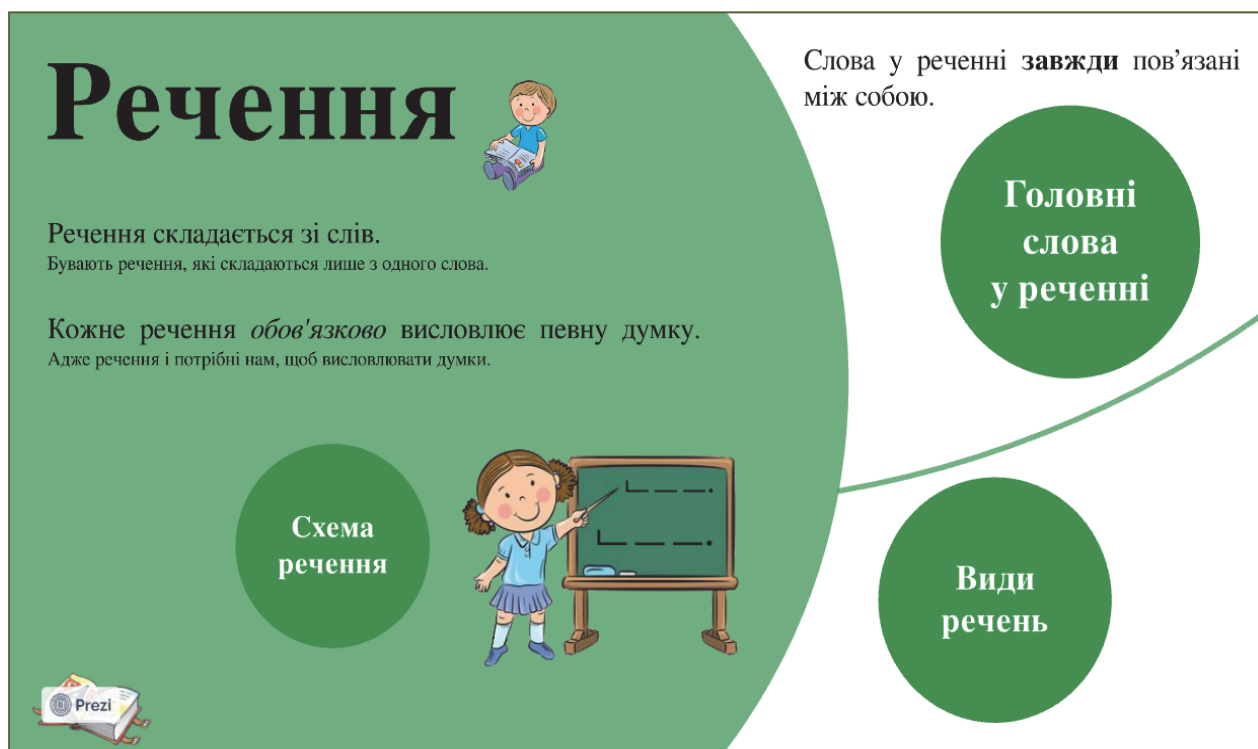 Речення
Речення складається зі слів.
Бувають речення, які складаються лише з одного слова.
Кожне речення обов'язково висловлює певну думку.
Адже речення і потрібні нам, щоб висловлювати думки.
Схема
речення
Prezi
Слова у реченні завжди пов’язані
між собою.
Головні
слова
у реченні
Види
речень